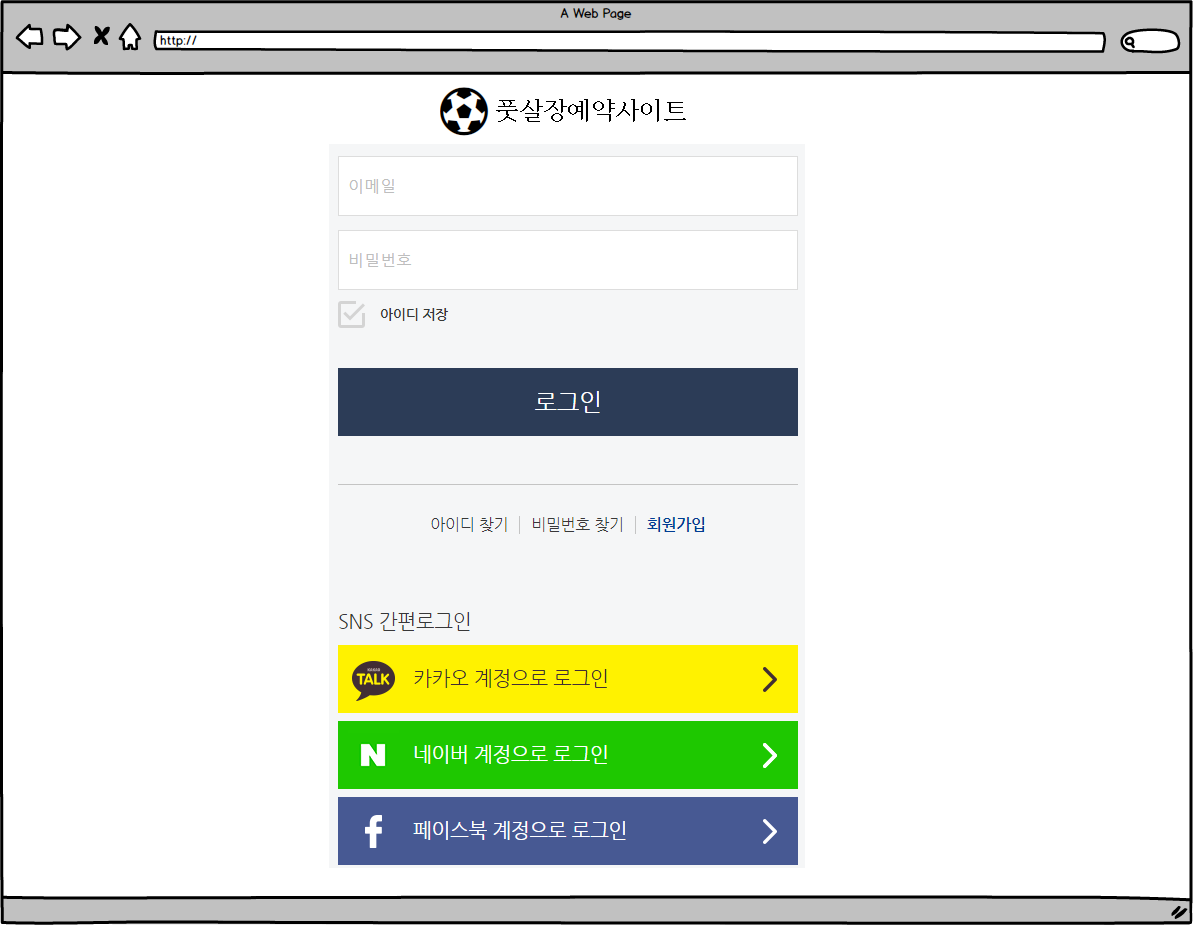 A Web Page
http://
풋살장예약사이트
이메일
비밀번호
아이디 저장
로그인
아이디 찾기 비밀번호 찾기 회원가입
SNS 간편로그인
KAKAO
TALK
카카오 계정으로 로그인
N
네이버 계정으로 로그인
f
페이스북 계정으로 로그인